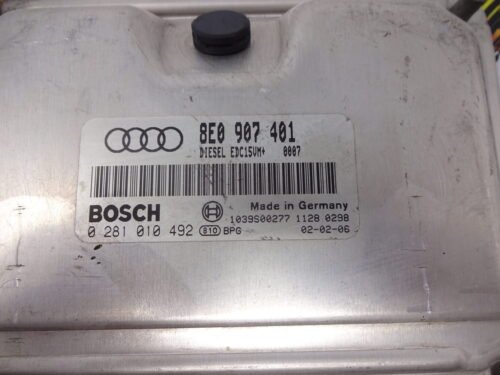 8E0 907 401
DIESEL EDC15VM+ 0007
BOSCH
Made in Germany
1039S00277 1128 0298
0 281 010 492 810 BPG 02-02-06